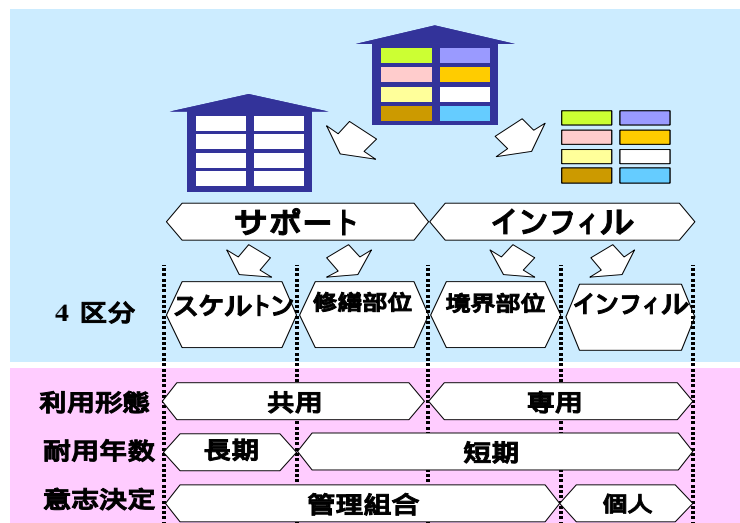 サポート インフィル
4 区分 スケルトン 修繕部位 境界部位 インフィル
利用形態 共用 専用
耐用年数 長期 短期
意志決定 管理組合 個人